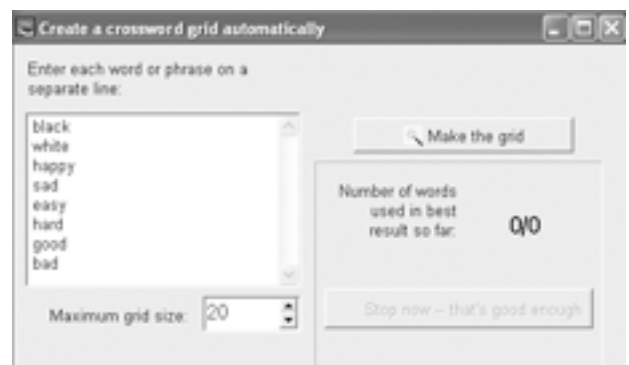 Create a crossword grid automatically
Enter each word or phrase on a
separate line:
black
white
happy
sad
easy
hard
good
bad
Maximum grid size: 20
Make the grid
Number of words
used in best
result so far:
0/0
Stop now -- that's good enough